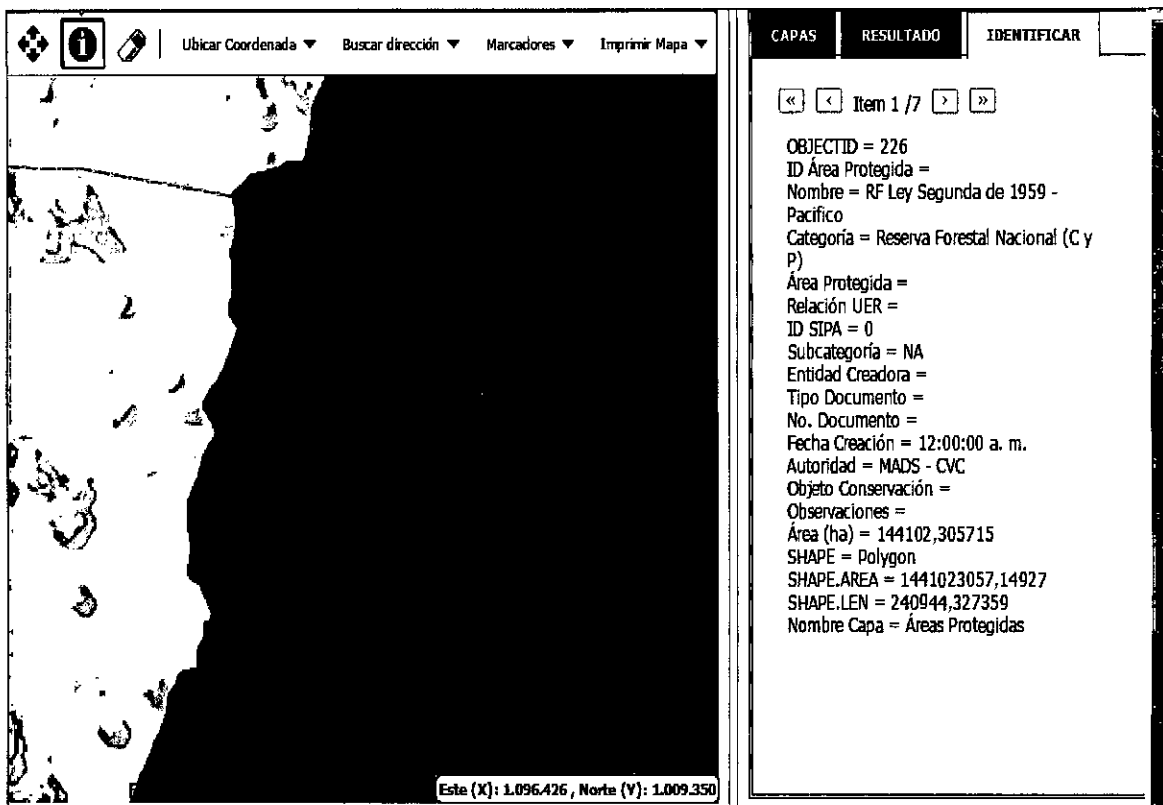 Ubicar Coordenada ▼ Buscar dirección ▼ Marcadores ▼ Imprimir Mapa ▼
Este (X): 1.096.426 , Norte (Y): 1.009.350
CAPAS RESULTADO IDENTIFICAR
« ‹ Item 1 /7 › »
OBJECTID = 226
ID Área Protegida =
Nombre = RF Ley Segunda de 1959 -
Pacifico
Categoría = Reserva Forestal Nacional (C y
P)
Área Protegida =
Relación UER =
ID SIPA = 0
Subcategoría = NA
Entidad Creadora =
Tipo Documento =
No. Documento =
Fecha Creación = 12:00:00 a. m.
Autoridad = MADS - CVC
Objeto Conservación =
Observaciones =
Área (ha) = 144102,305715
SHAPE = Polygon
SHAPE.AREA = 1441023057,14927
SHAPE.LEN = 240944,327359
Nombre Capa = Áreas Protegidas